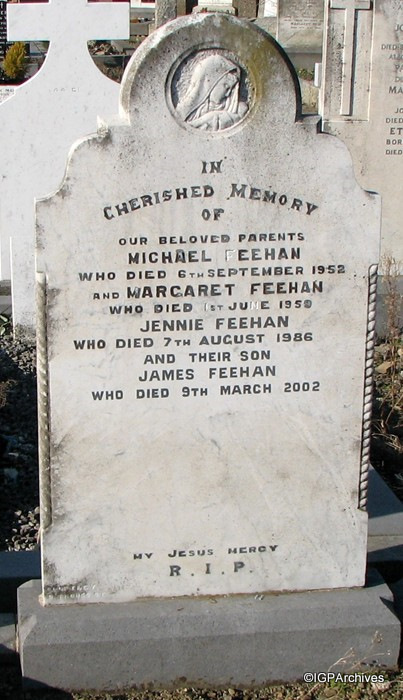 IN
CHERISHED MEMORY
OF
OUR BELOVED PARENTS
MICHAEL FEEHAN
WHO DIED 6TH SEPTEMBER 1952
AND MARGARET FEEHAN
WHO DIED 1ST JUNE 1959
JENNIE FEEHAN
WHO DIED 7TH AUGUST 1986
AND THEIR SON
JAMES FEEHAN
WHO DIED 9TH MARCH 2002
MY JESUS MERCY
R. I. P.
©IGPArchives